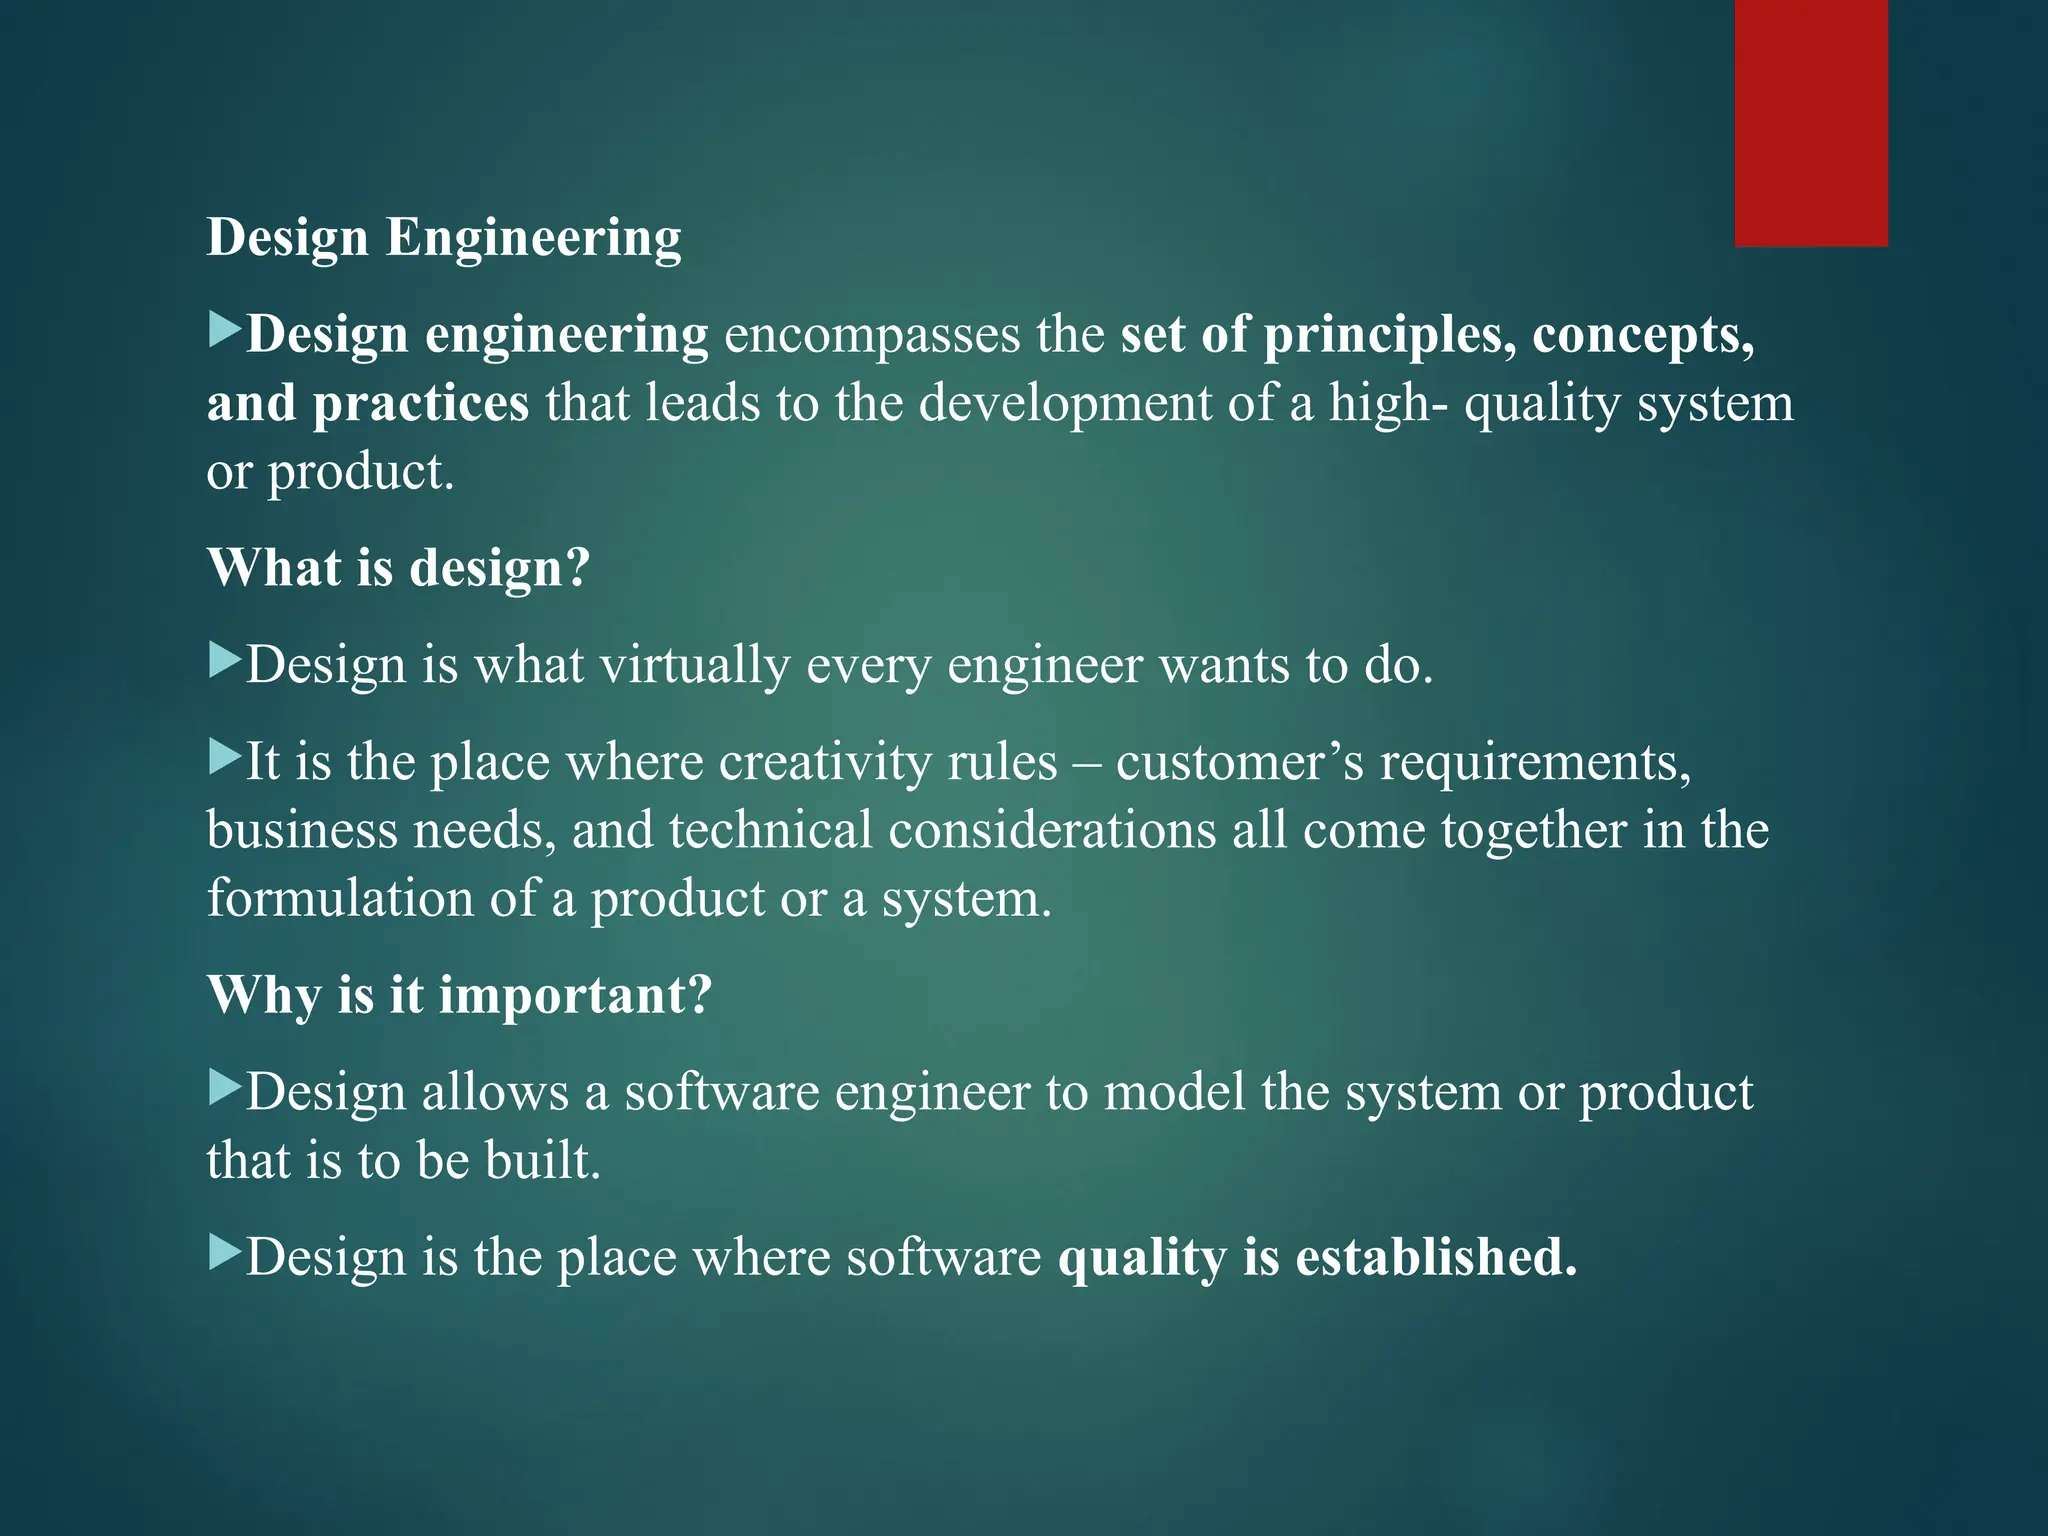 Design Engineering
Design engineering encompasses the set of principles, concepts,
and practices that leads to the development of a high- quality system
or product.
What is design?
Design is what virtually every engineer wants to do.
It is the place where creativity rules – customer’s requirements,
business needs, and technical considerations all come together in the
formulation of a product or a system.
Why is it important?
Design allows a software engineer to model the system or product
that is to be built.
Design is the place where software quality is established.